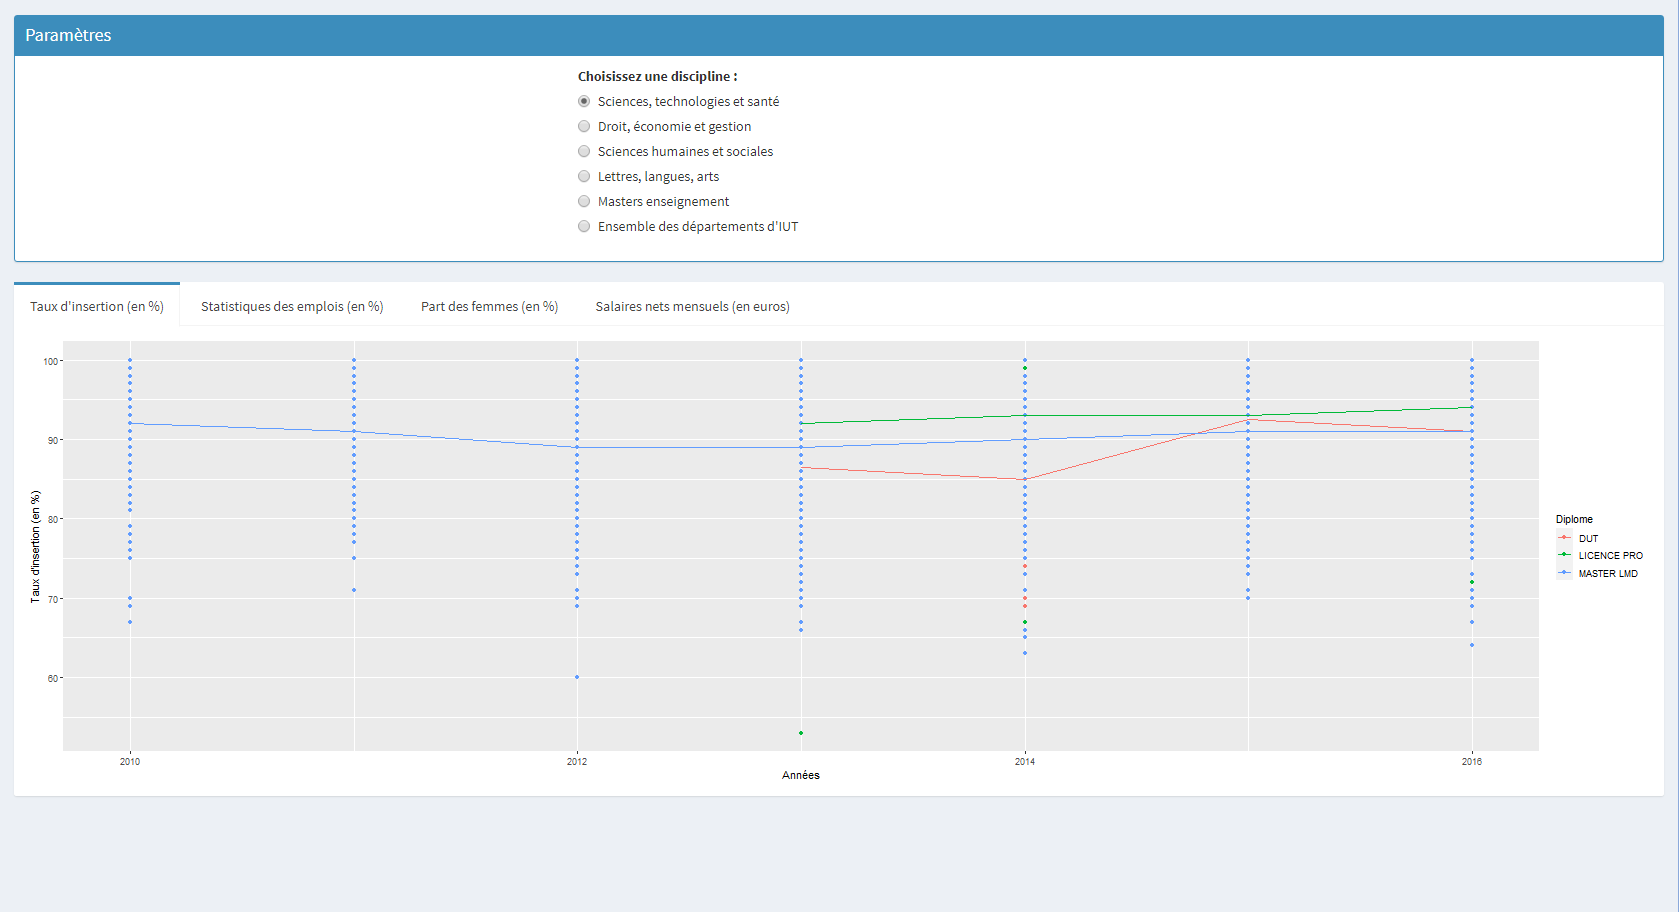 Paramètres
Choisissez une discipline :
Sciences, technologies et santé
Droit, économie et gestion
Sciences humaines et sociales
Lettres, langues, arts
Masters enseignement
Ensemble des départements d'IUT
Taux d'insertion (en %)
Statistiques des emplois (en %)
Part des femmes (en %)
Salaires nets mensuels (en euros)
100
90
80
70
60
Taux d'insertion (en %)
2010
2012
2014
2016
Années
Diplome
DUT
LICENCE PRO
MASTER LMD